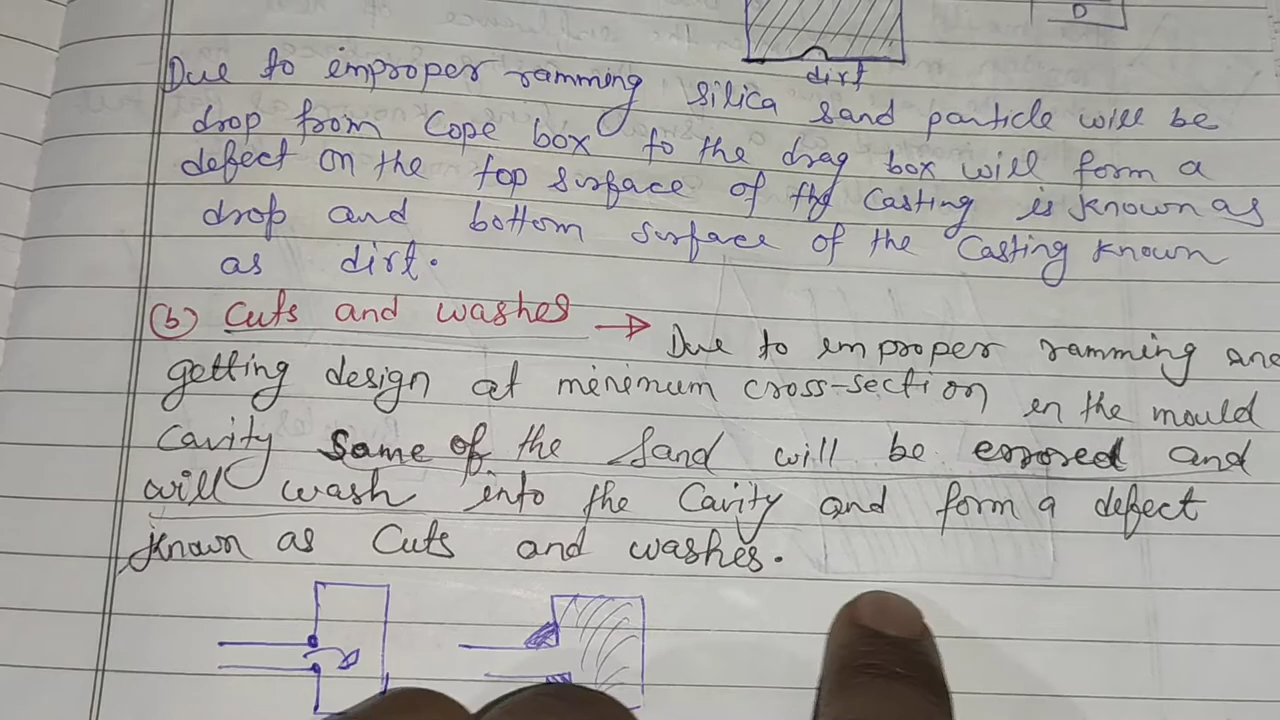 D
dirt
Due to improper ramming silica sand particle will be
drop from Cope box to the drag box will form a
defect on the top surface of the Casting is known as
drop and bottom surface of the Casting known
as dirt.
(b) Cuts and washes → Due to improper ramming and
getting design at minimum cross-section in the mould
Cavity Some of the Sand will be errored and
will wash into the Cavity and form a defect
known as Cuts and washes.